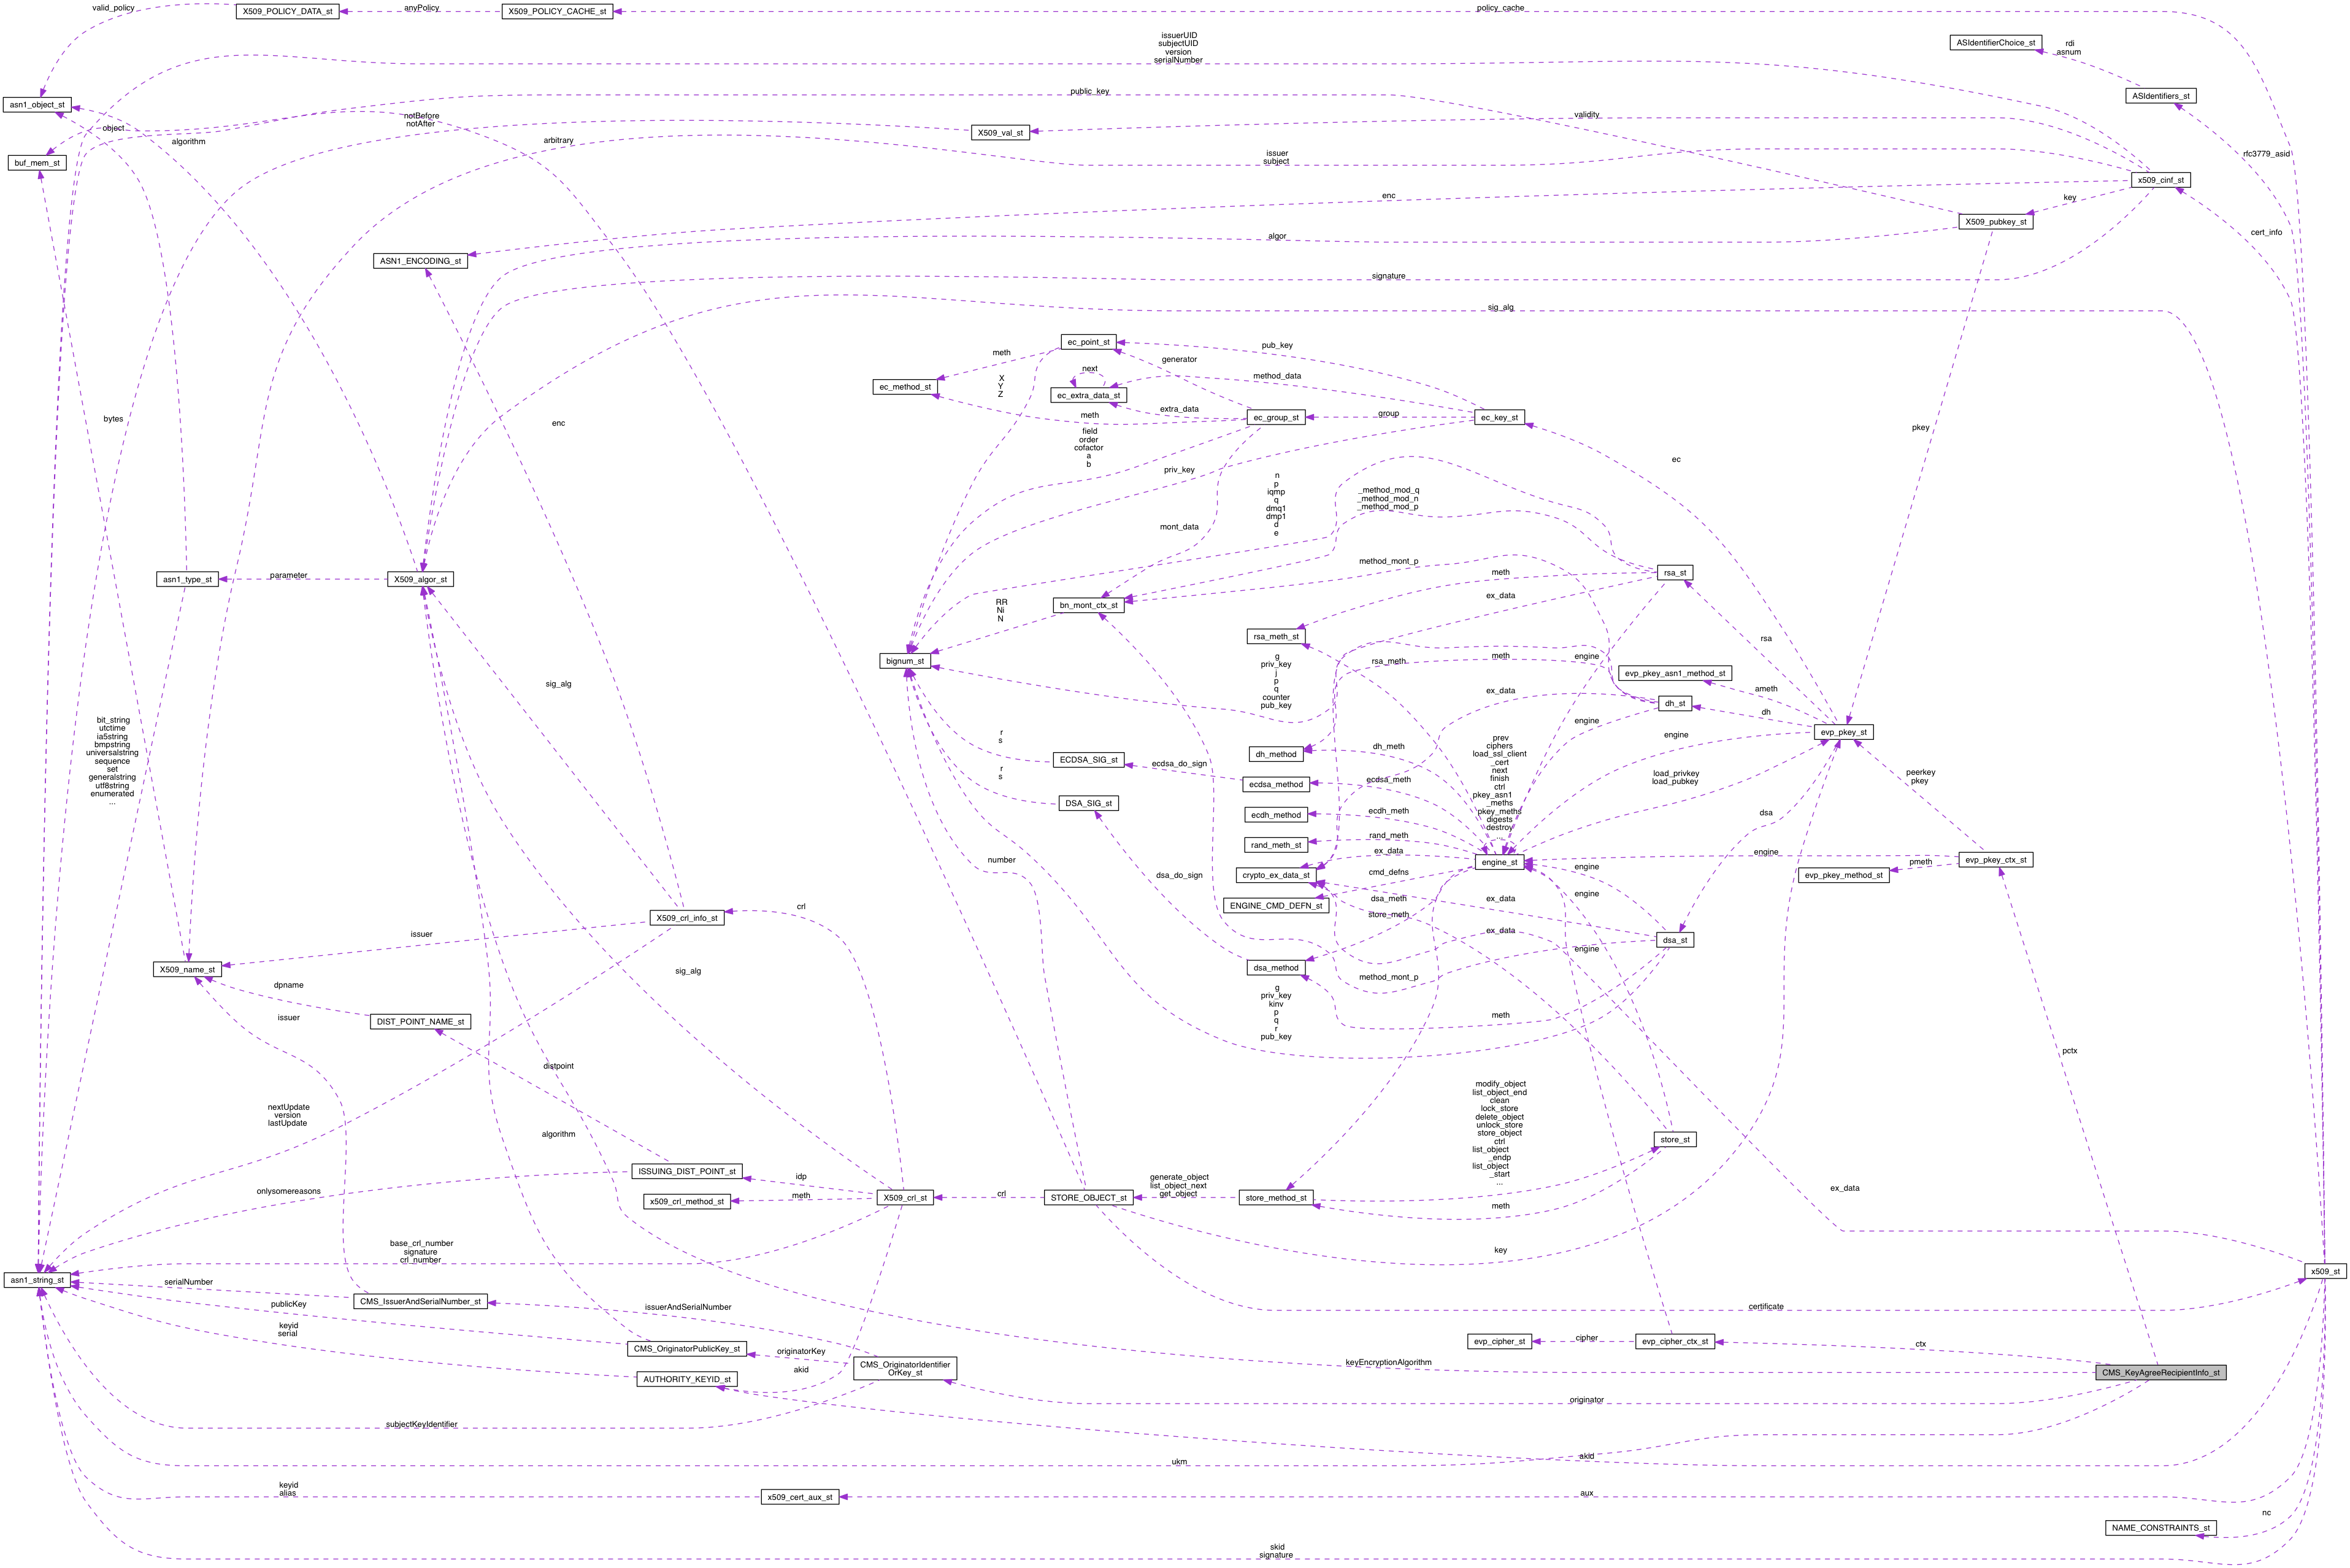 valid_policy
X509_POLICY_DATA_st
anyPolicy
X509_POLICY_CACHE_st
policy_cache
issuerUID
subjectUID
version
serialNumber
ASIdentifierChoice_st
rdi
asnum
asn1_object_st
public_key
ASIdentifiers_st
object
notBefore
notAfter
X509_val_st
validity
algorithm
arbitrary
buf_mem_st
issuer
subject
rfc3779_asid
x509_cinf_st
enc
key
X509_pubkey_st
cert_info
algor
ASN1_ENCODING_st
signature
sig_alg
ec_point_st
pub_key
meth
generator
next
X
Y
Z
ec_method_st
ec_extra_data_st
method_data
extra_data
bytes
enc
meth
ec_group_st
group
ec_key_st
pkey
field
order
cofactor
a
b
priv_key
ec
n
p
iqmp
q
dmq1
dmp1
d
e
_method_mod_q
_method_mod_n
_method_mod_p
mont_data
method_mont_p
asn1_type_st
parameter
X509_algor_st
meth
rsa_st
RR
Ni
N
bn_mont_ctx_st
ex_data
rsa_meth_st
rsa
bignum_st
g
priv_key
j
p
q
counter
pub_key
rsa_meth
meth
engine
evp_pkey_asn1_method_st
sig_alg
ex_data
ameth
dh_st
dh
engine
evp_pkey_st
bit_string
utctime
ia5string
bmpstring
universalstring
sequence
set
generalstring
utf8string
enumerated
...
r
s
ECDSA_SIG_st
ecdsa_do_sign
dh_method
dh_meth
prev
ciphers
load_ssl_client
_cert
next
finish
ctrl
pkey_asn1
_meths
pkey_meths
digests
destroy
engine
load_privkey
load_pubkey
peerkey
pkey
r
s
ecdsa_method
ecdsa_meth
DSA_SIG_st
ecdh_method
ecdh_meth
dsa
rand_meth_st
rand_meth
number
ex_data
engine_st
engine
evp_pkey_ctx_st
dsa_do_sign
crypto_ex_data_st
cmd_defns
engine
pmeth
evp_pkey_method_st
crl
ENGINE_CMD_DEFN_st
dsa_meth
ex_data
engine
X509_crl_info_st
store_meth
issuer
ex_data
dsa_st
engine
X509_name_st
sig_alg
dsa_method
method_mont_p
dpname
g
priv_key
kinv
p
q
r
pub_key
issuer
DIST_POINT_NAME_st
meth
pctx
distpoint
nextUpdate
version
lastUpdate
modify_object
list_object_end
clean
lock_store
delete_object
unlock_store
store_object
ctrl
list_object
_endp
list_object
_start
...
algorithm
store_st
ISSUING_DIST_POINT_st
idp
generate_object
list_object_next
get_object
onlysomereasons
ex_data
x509_crl_method_st
meth
X509_crl_st
crl
STORE_OBJECT_st
store_method_st
meth
base_crl_number
signature
crl_number
key
asn1_string_st
serialNumber
x509_st
CMS_IssuerAndSerialNumber_st
issuerAndSerialNumber
certificate
publicKey
keyid
serial
CMS_OriginatorPublicKey_st
originatorKey
evp_cipher_st
cipher
evp_cipher_ctx_st
ctx
akid
CMS_OriginatorIdentifier
OrKey_st
keyEncryptionAlgorithm
CMS_KeyAgreeRecipientInfo_st
AUTHORITY_KEYID_st
originator
subjectKeyIdentifier
ukm
akid
keyid
alias
x509_cert_aux_st
aux
nc
NAME_CONSTRAINTS_st
skid
signature